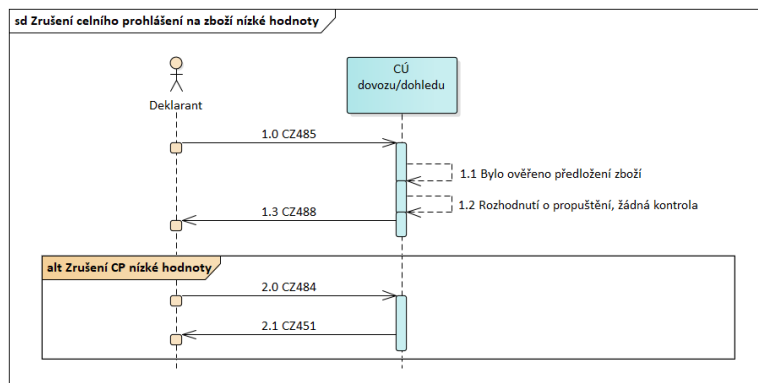 sd Zrušení celního prohlášení na zboží nízké hodnoty
CÚ
dovozu/dohledu
Deklarant
1.0 CZ485
1.1 Bylo ověřeno předložení zboží
1.2 Rozhodnutí o propuštění, žádná kontrola
1.3 CZ488
alt Zrušení CP nízké hodnoty
2.0 CZ484
2.1 CZ451